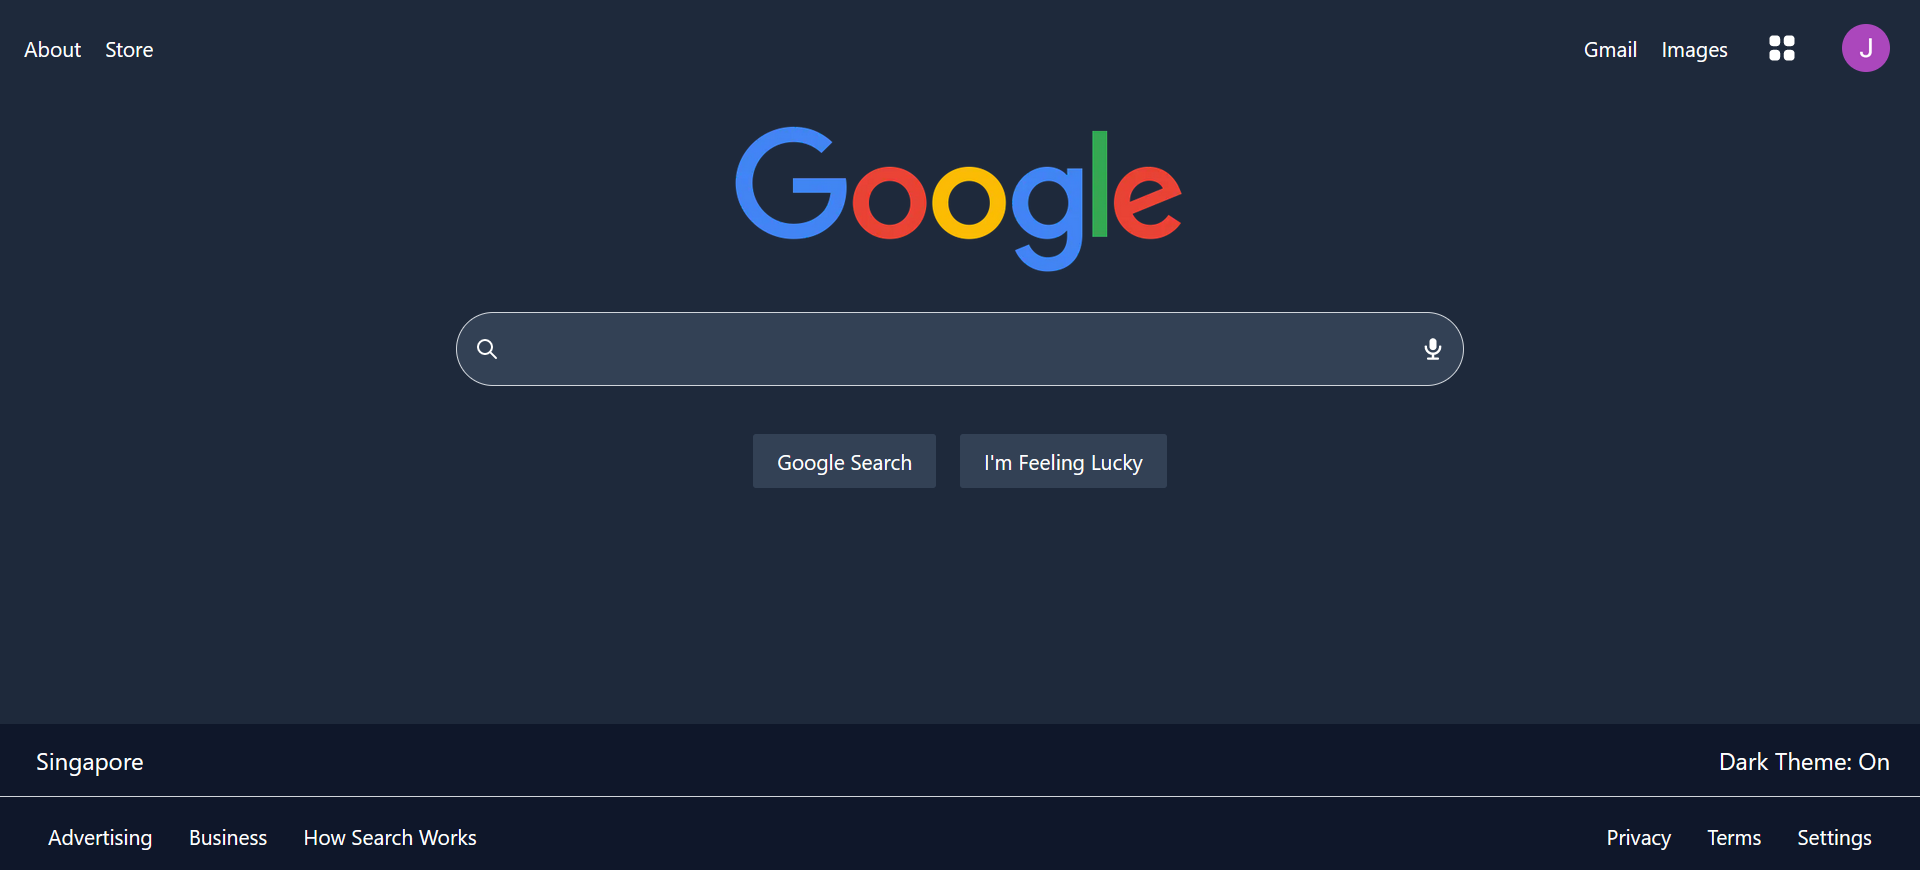 About Store
Gmail Images
J
Google
Google Search
I'm Feeling Lucky
Singapore
Dark Theme: On
Advertising Business How Search Works
Privacy Terms Settings